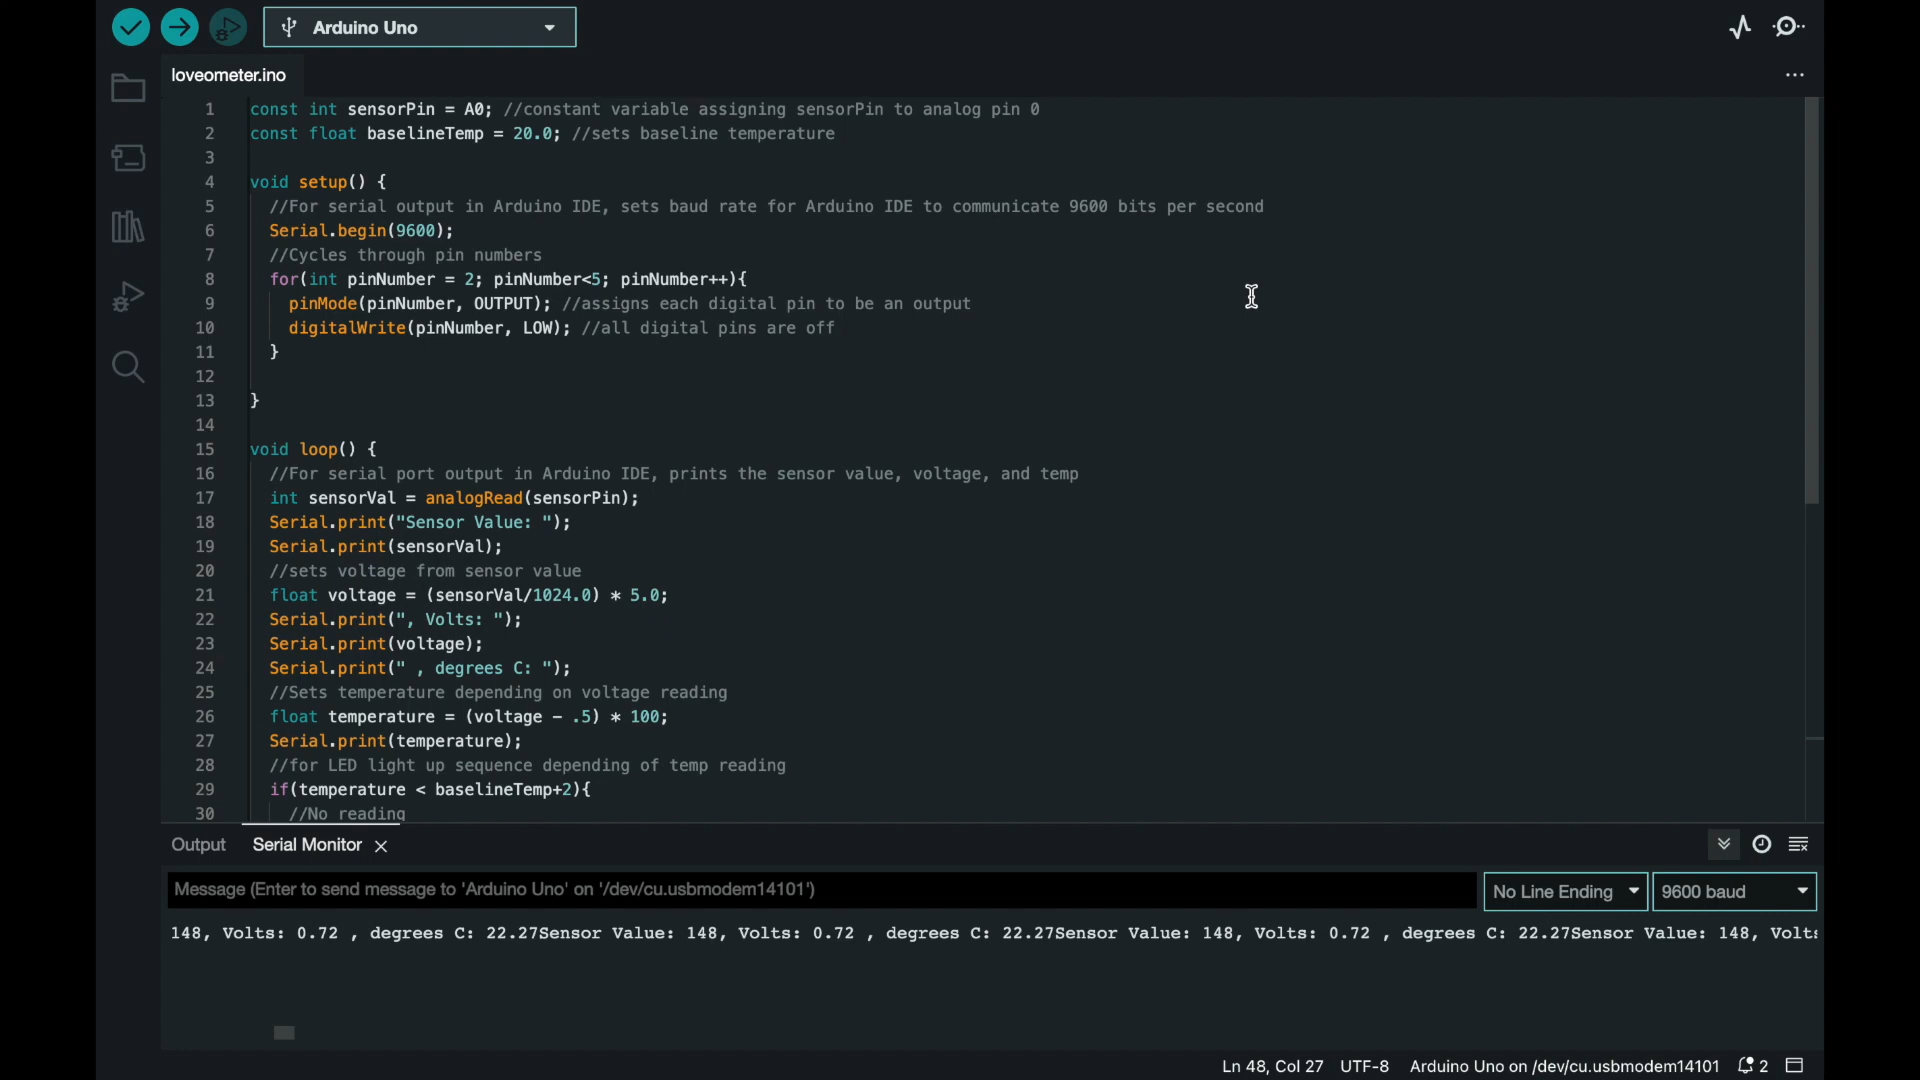 Arduino Uno
loveometer.ino
1 const int sensorPin = A0; //constant variable assigning sensorPin to analog pin 0
2 const float baselineTemp = 20.0; //sets baseline temperature
3
4 void setup() {
5 //For serial output in Arduino IDE, sets baud rate for Arduino IDE to communicate 9600 bits per second
6 Serial.begin(9600);
7 //Cycles through pin numbers
8 for(int pinNumber = 2; pinNumber<5; pinNumber++){
9 pinMode(pinNumber, OUTPUT); //assigns each digital pin to be an output
10 digitalWrite(pinNumber, LOW); //all digital pins are off
11 }
12
13 }
14
15 void loop() {
16 //For serial port output in Arduino IDE, prints the sensor value, voltage, and temp
17 int sensorVal = analogRead(sensorPin);
18 Serial.print("Sensor Value: ");
19 Serial.print(sensorVal);
20 //sets voltage from sensor value
21 float voltage = (sensorVal/1024.0) * 5.0;
22 Serial.print(", Volts: ");
23 Serial.print(voltage);
24 Serial.print(" , degrees C: ");
25 //Sets temperature depending on voltage reading
26 float temperature = (voltage - .5) * 100;
27 Serial.print(temperature);
28 //for LED light up sequence depending of temp reading
29 if(temperature < baselineTemp+2){
30 //No reading
Output Serial Monitor
Message (Enter to send message to 'Arduino Uno' on '/dev/cu.usbmodem14101') No Line Ending 9600 baud
148, Volts: 0.72 , degrees C: 22.27Sensor Value: 148, Volts: 0.72 , degrees C: 22.27Sensor Value: 148, Volts: 0.72 , degrees C: 22.27Sensor Value: 148, Volts
Ln 48, Col 27 UTF-8 Arduino Uno on /dev/cu.usbmodem14101 2